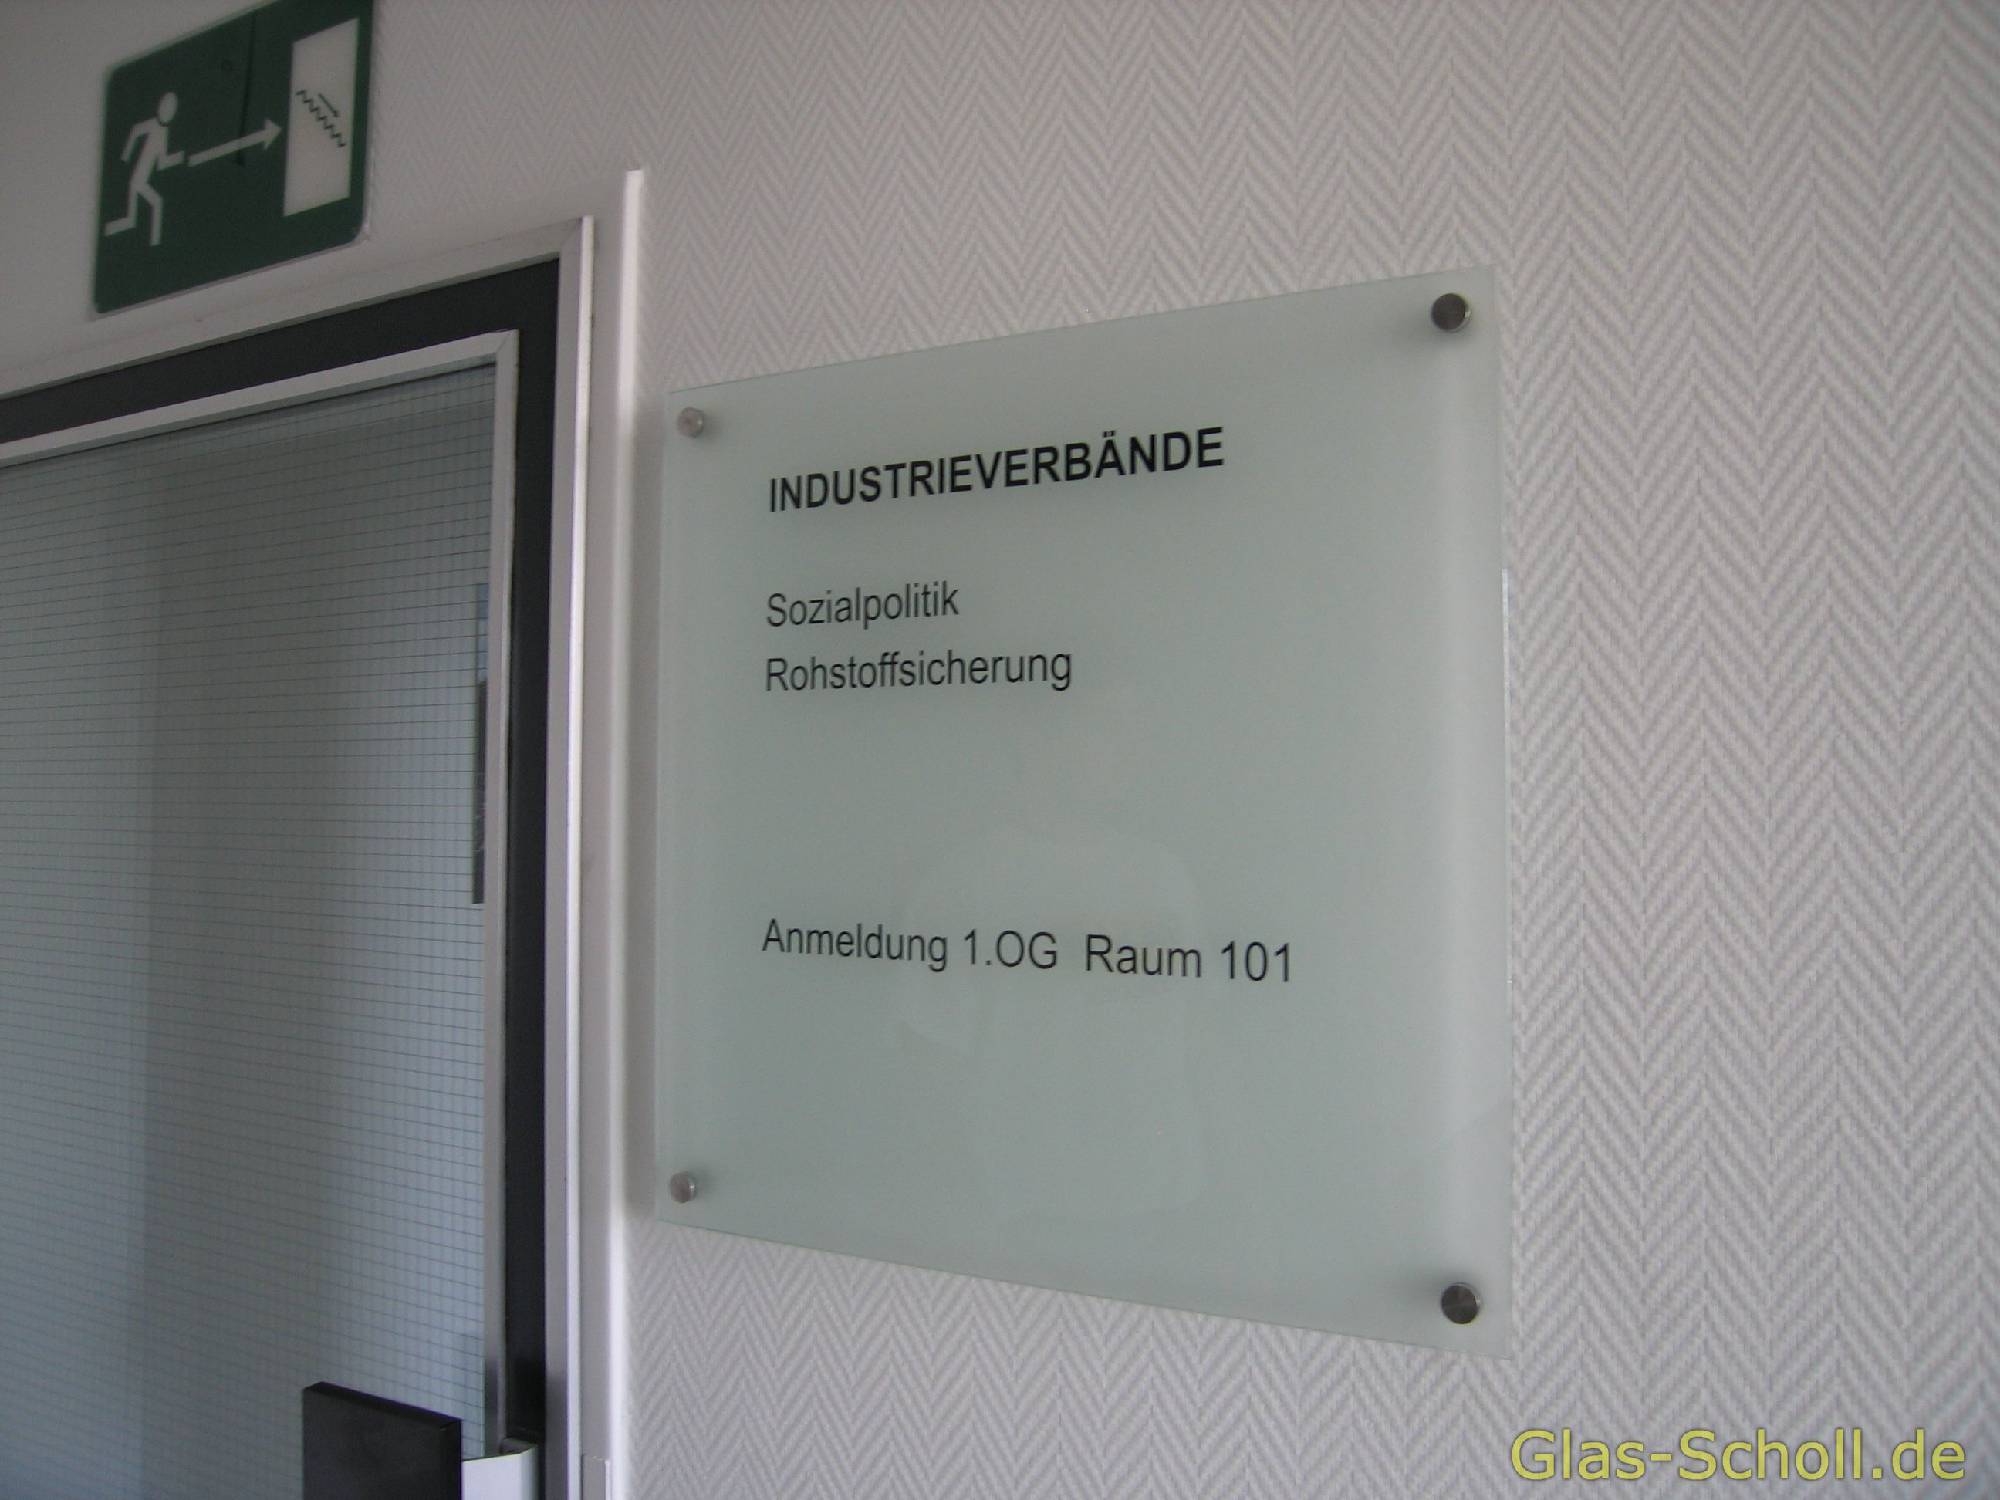 INDUSTRIEVERBÄNDE
Sozialpolitik
Rohstoffsicherung
Anmeldung 1.OG Raum 101
Glas-Scholl.de